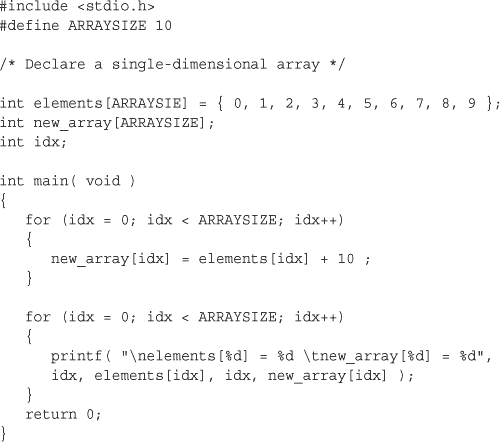 #include <stdio.h>
#define ARRAYSIZE 10
/* Declare a single-dimensional array */
int elements[ARRAYSIE] = { 0, 1, 2, 3, 4, 5, 6, 7, 8, 9 };
int new_array[ARRAYSIZE];
int idx;
int main( void )
{
for (idx = 0; idx < ARRAYSIZE; idx++)
{
new_array[idx] = elements[idx] + 10 ;
}
for (idx = 0; idx < ARRAYSIZE; idx++)
{
printf( "\nelements[%d] = %d \tnew_array[%d] = %d",
idx, elements[idx], idx, new_array[idx] );
}
return 0;
}